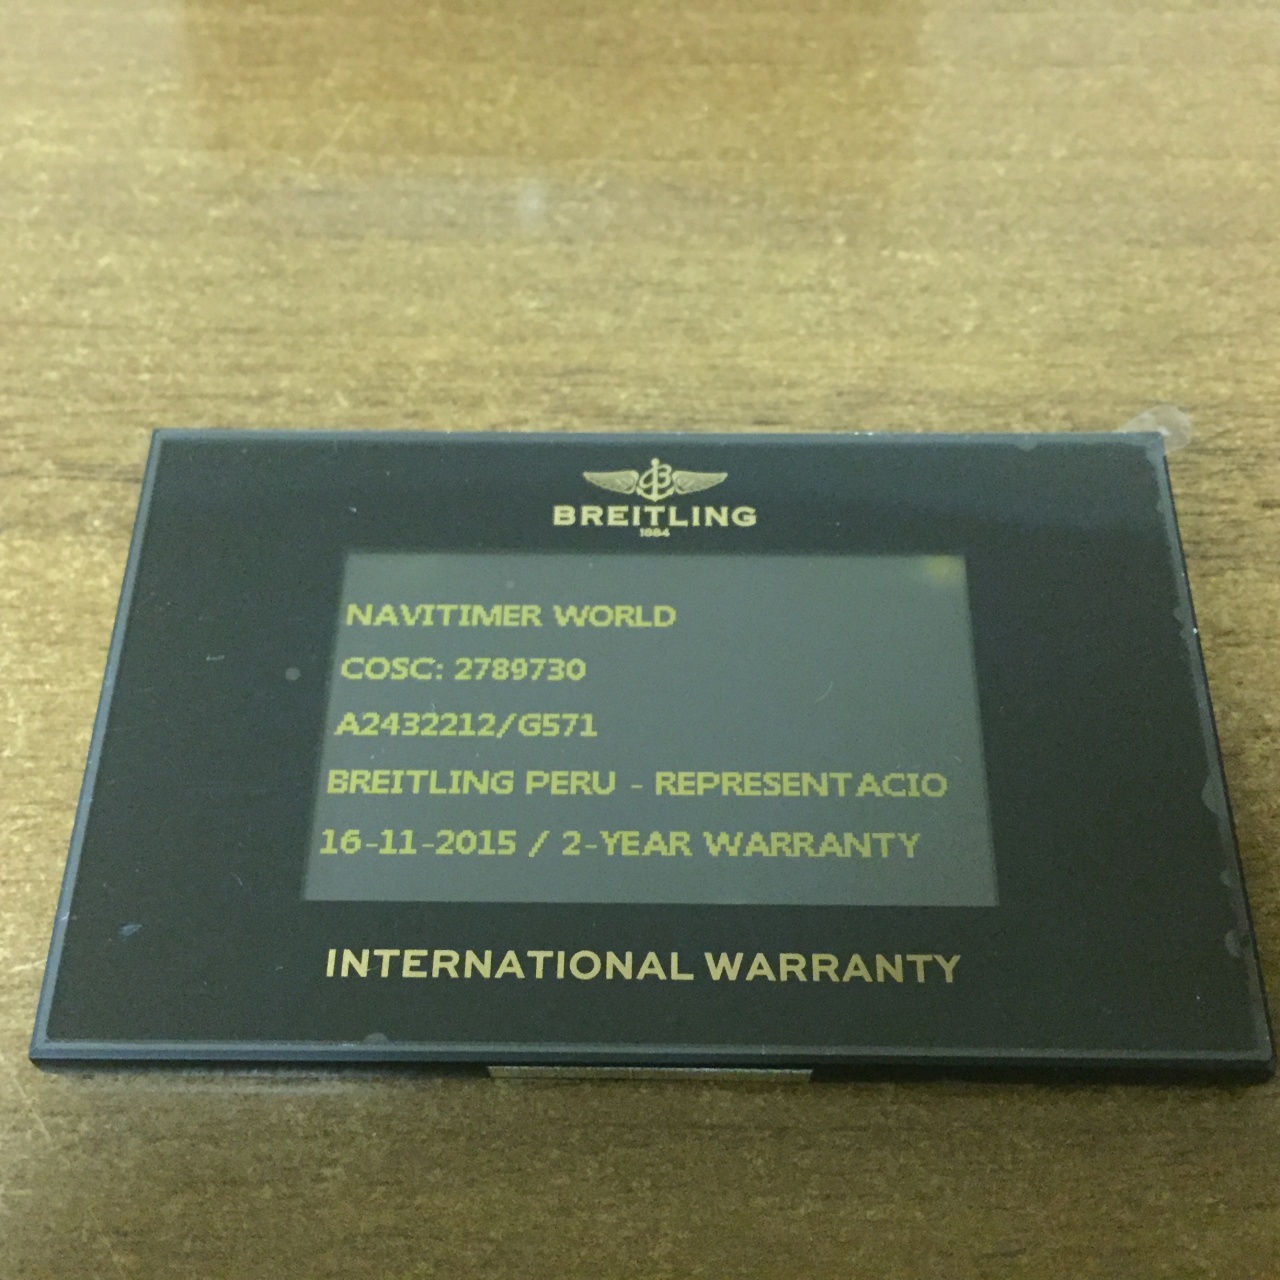 BREITLING
1884
NAVITIMER WORLD
COSC: 2789730
A2432212/G571
BREITLING PERU - REPRESENTACIO
16-11-2015 / 2-YEAR WARRANTY
INTERNATIONAL WARRANTY